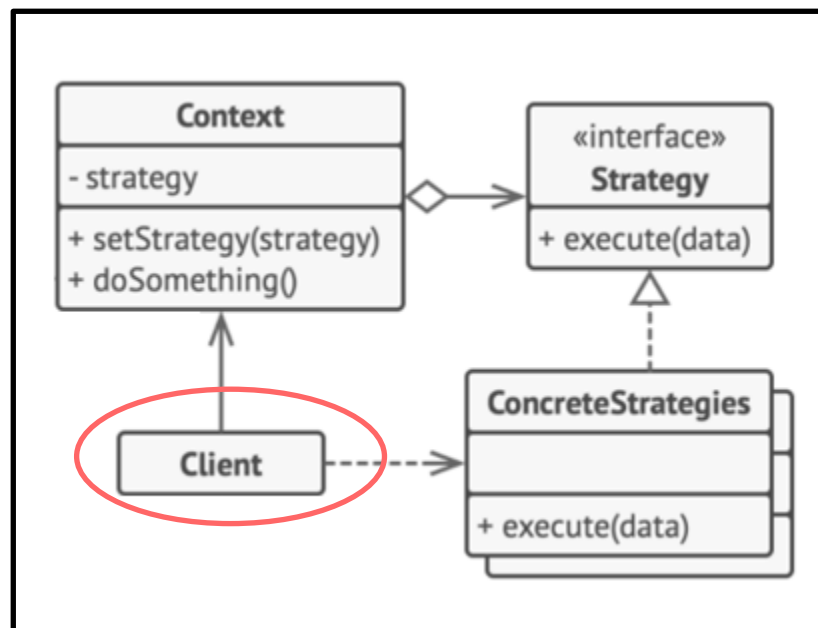 Context
- strategy
+ setStrategy(strategy)
+ doSomething()
«interface»
Strategy
+ execute(data)
Client
ConcreteStrategies
+ execute(data)